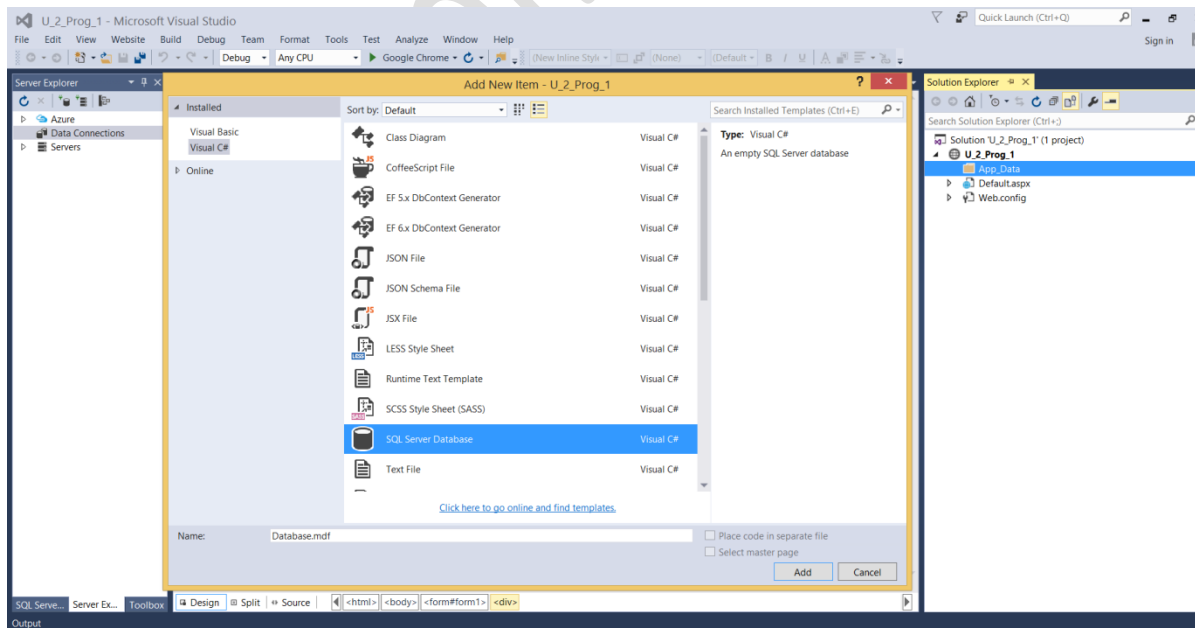 U_2_Prog_1 - Microsoft Visual Studio
Quick Launch (Ctrl+Q)
File Edit View Website Build Debug Team Format Tools Test Analyze Window Help
Sign in
Debug Any CPU Google Chrome (New Inline Style (None) (Default B I U A
Server Explorer
Azure
Data Connections
Servers
Add New Item - U_2_Prog_1
? ×
Installed
Visual Basic
Visual C#
Online
Sort by: Default
Search Installed Templates (Ctrl+E)
Class Diagram Visual C#
CoffeeScript File Visual C#
EF 5.x DbContext Generator Visual C#
EF 6.x DbContext Generator Visual C#
JSON File Visual C#
JSON Schema File Visual C#
JSX File Visual C#
LESS Style Sheet Visual C#
Runtime Text Template Visual C#
SCSS Style Sheet (SASS) Visual C#
SQL Server Database Visual C#
Text File Visual C#
Click here to go online and find templates.
Type: Visual C#
An empty SQL Server database
Name: Database.mdf
Place code in separate file
Select master page
Add Cancel
Solution Explorer
Search Solution Explorer (Ctrl+;)
Solution 'U_2_Prog_1' (1 project)
U_2_Prog_1
App_Data
Default.aspx
Web.config
SQL Serve... Server Ex... Toolbox
Design Split Source <html> <body> <form#form1> <div>
Output